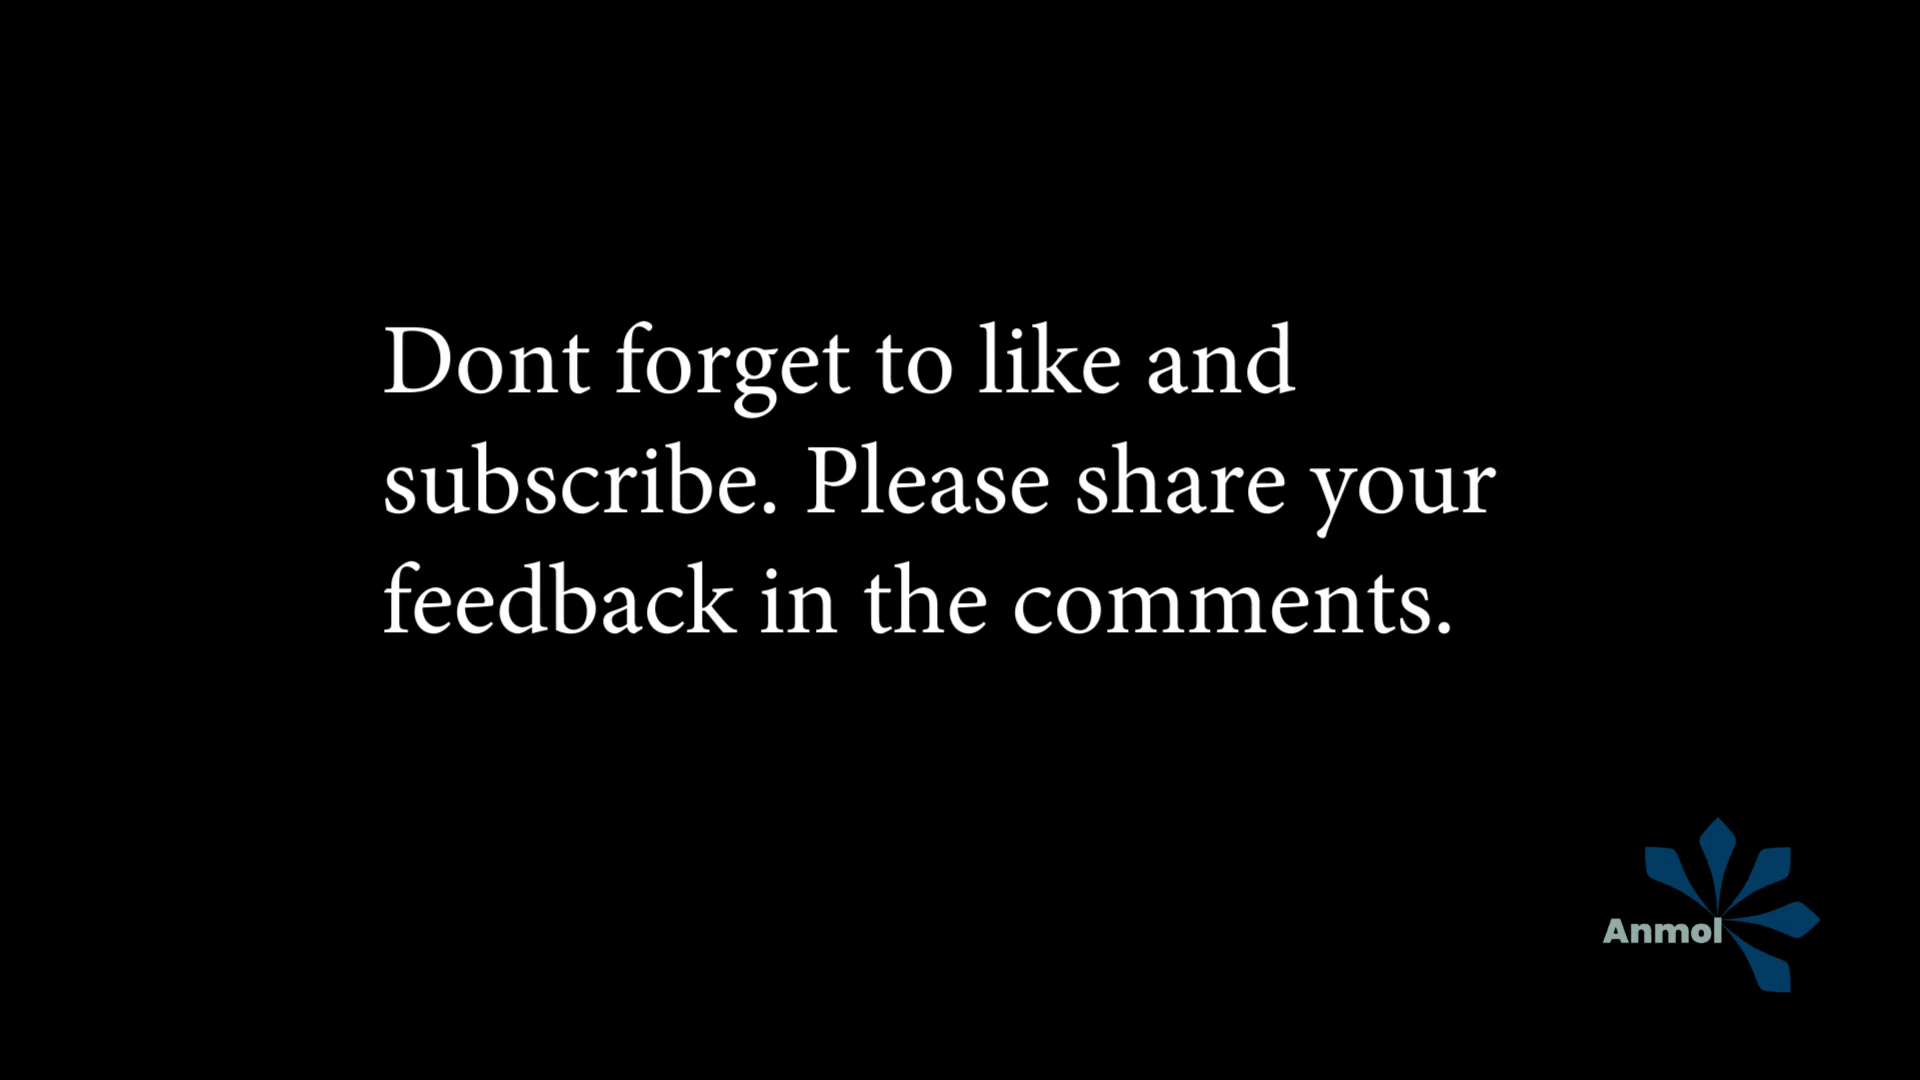 Dont forget to like and
subscribe. Please share your
feedback in the comments.
Anmol